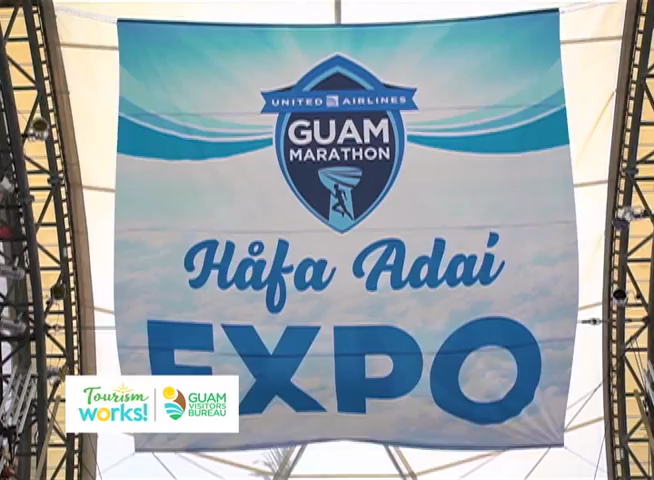 UNITED AIRLINES
GUAM
MARATHON
Håfa Adai
EXPO
Tourism
works!
GUAM
VISITORS
BUREAU